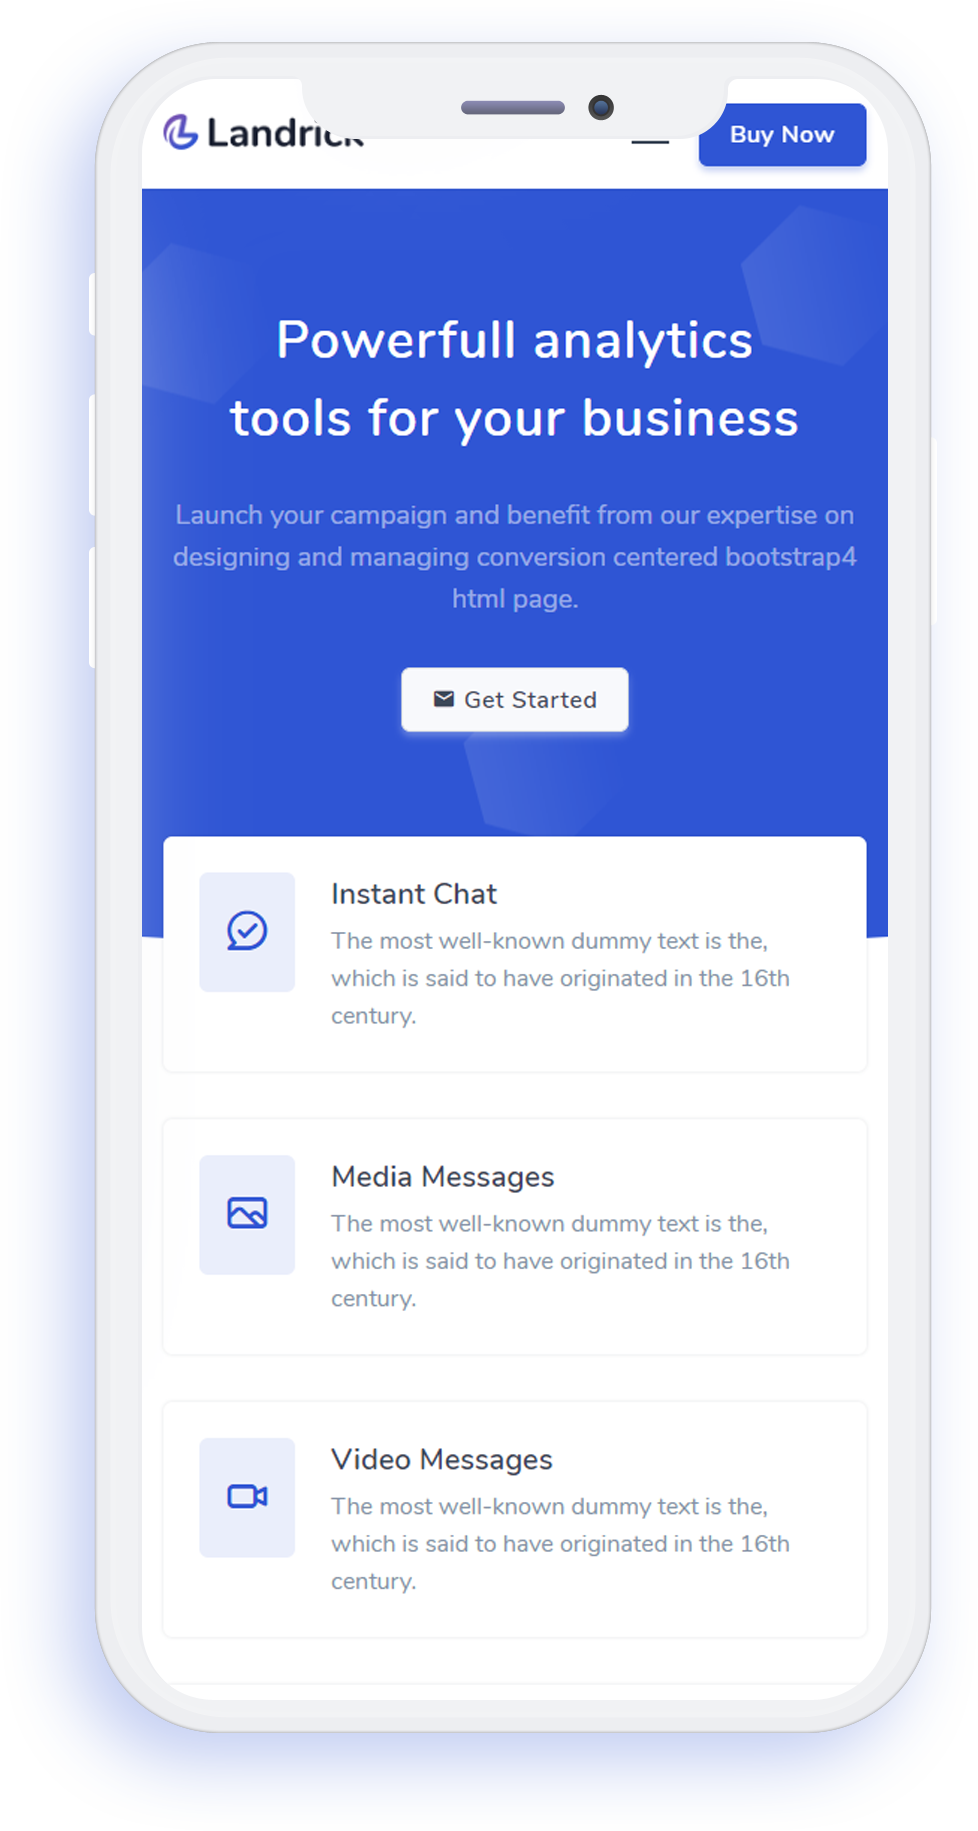 Landrick
Buy Now
Powerfull analytics
tools for your business
Launch your campaign and benefit from our expertise on
designing and managing conversion centered bootstrap4
html page.
Get Started
Instant Chat
The most well-known dummy text is the,
which is said to have originated in the 16th
century.
Media Messages
The most well-known dummy text is the,
which is said to have originated in the 16th
century.
Video Messages
The most well-known dummy text is the,
which is said to have originated in the 16th
century.